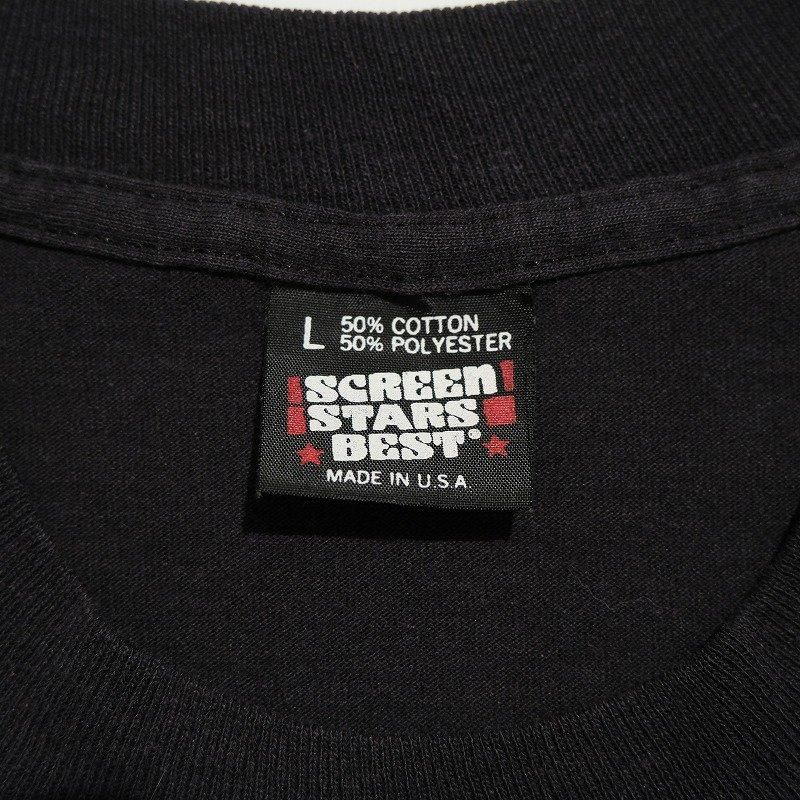 L 50% COTTON
50% POLYESTER
SCREEN
STARS
BEST®
MADE IN U.S.A.